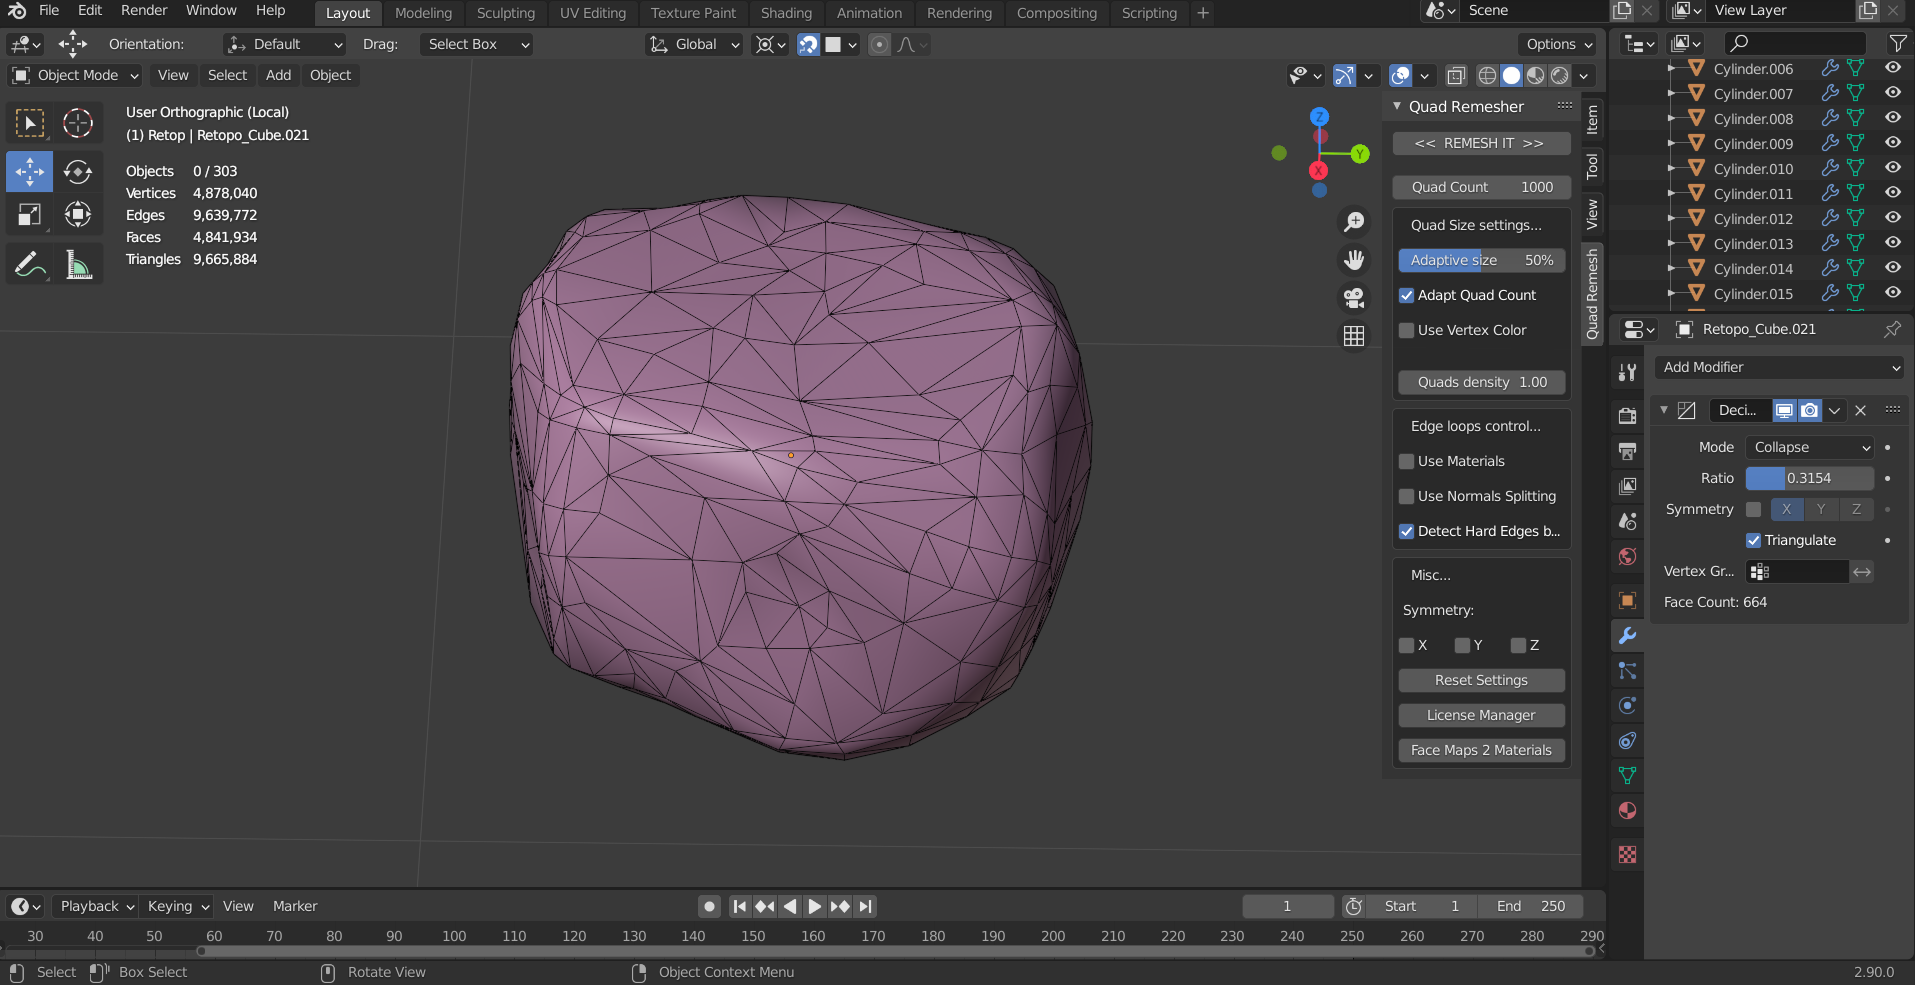 File Edit Render Window Help Layout Modeling Sculpting UV Editing Texture Paint Shading Animation Rendering Compositing Scripting + Scene View Layer
Orientation: Default Drag: Select Box Global Options
Object Mode View Select Add Object
User Orthographic (Local)
(1) Retop | Retopo_Cube.021
Objects 0 / 303
Vertices 4,878,040
Edges 9,639,772
Faces 4,841,934
Triangles 9,665,884
Z
Y
X
Quad Remesher
<< REMESH IT >>
Quad Count 1000
Quad Size settings...
Adaptive size 50%
Adapt Quad Count
Use Vertex Color
Quads density 1.00
Edge loops control...
Use Materials
Use Normals Splitting
Detect Hard Edges b...
Misc...
Symmetry:
X Y Z
Reset Settings
License Manager
Face Maps 2 Materials
Item
Tool
View
Quad Remesh
Cylinder.006
Cylinder.007
Cylinder.008
Cylinder.009
Cylinder.010
Cylinder.011
Cylinder.012
Cylinder.013
Cylinder.014
Cylinder.015
Retopo_Cube.021
Add Modifier
Deci...
Mode Collapse
Ratio 0.3154
Symmetry X Y Z
Triangulate
Vertex Gr...
Face Count: 664
Playback Keying View Marker 1 Start 1 End 250
30 40 50 60 70 80 90 100 110 120 130 140 150 160 170 180 190 200 210 220 230 240 250 260 270 280 290
Select Box Select Rotate View Object Context Menu 2.90.0